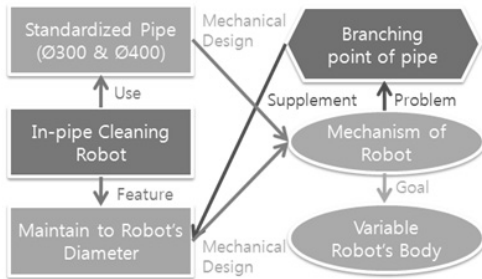 Standardized Pipe
(Ø300 & Ø400)
Mechanical
Design
Branching
point of pipe
Use
Supplement
Problem
In-pipe Cleaning
Robot
Mechanism of
Robot
Feature
Goal
Maintain to Robot's
Diameter
Mechanical
Design
Variable
Robot's Body